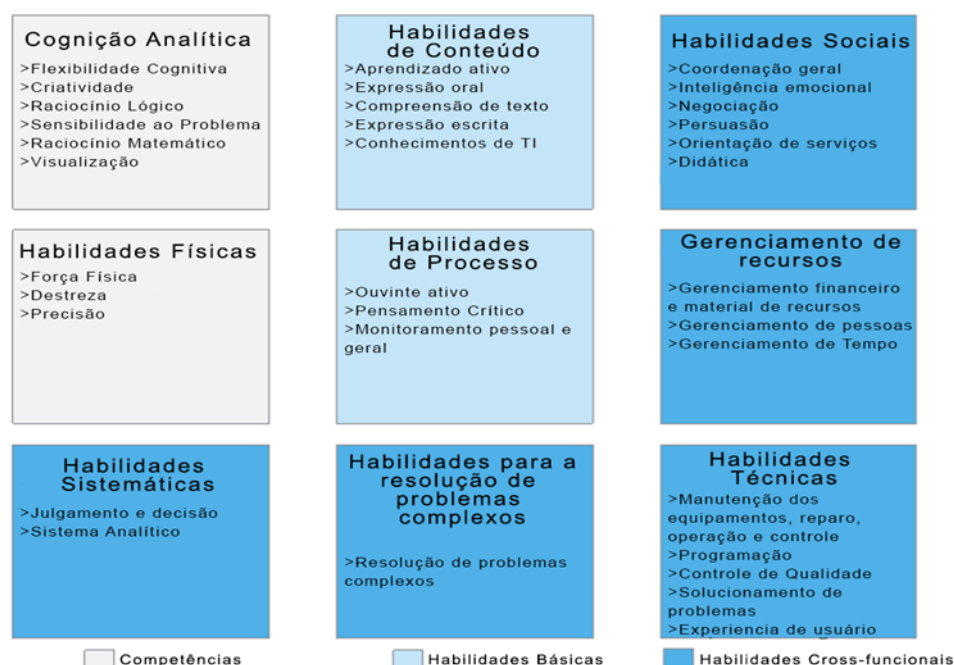 Cognição Analítica
>Flexibilidade Cognitiva
>Criatividade
>Raciocínio Lógico
>Sensibilidade ao Problema
>Raciocínio Matemático
>Visualização
Habilidades
de Conteúdo
>Aprendizado ativo
>Expressão oral
>Compreensão de texto
>Expressão escrita
>Conhecimentos de TI
Habilidades Sociais
>Coordenação geral
>Inteligência emocional
>Negociação
>Persuasão
>Orientação de serviços
>Didática
Habilidades Físicas
>Força Física
>Destreza
>Precisão
Habilidades
de Processo
>Ouvinte ativo
>Pensamento Crítico
>Monitoramento pessoal e
geral
Gerenciamento de
recursos
>Gerenciamento financeiro
e material de recursos
>Gerenciamento de pessoas
>Gerenciamento de Tempo
Habilidades
Sistemáticas
>Julgamento e decisão
>Sistema Analítico
Habilidades para a
resolução de
problemas
complexos
>Resolução de problemas
complexos
Habilidades
Técnicas
>Manutenção dos
equipamentos, reparo,
operação e controle
>Programação
>Controle de Qualidade
>Solucionamento de
problemas
>Experiencia de usuário
Competências
Habilidades Básicas
Habilidades Cross-funcionais